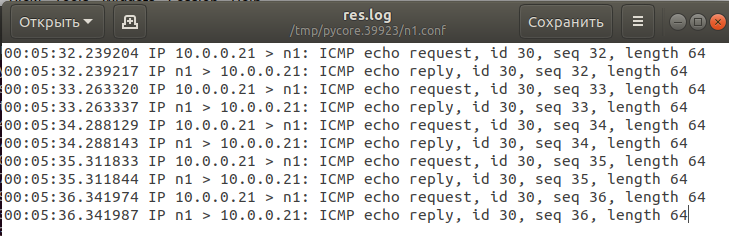 Открыть
res.log
/tmp/pycore.39923/n1.conf
Сохранить
00:05:32.239204 IP 10.0.0.21 > n1: ICMP echo request, id 30, seq 32, length 64
00:05:32.239217 IP n1 > 10.0.0.21: ICMP echo reply, id 30, seq 32, length 64
00:05:33.263320 IP 10.0.0.21 > n1: ICMP echo request, id 30, seq 33, length 64
00:05:33.263337 IP n1 > 10.0.0.21: ICMP echo reply, id 30, seq 33, length 64
00:05:34.288129 IP 10.0.0.21 > n1: ICMP echo request, id 30, seq 34, length 64
00:05:34.288143 IP n1 > 10.0.0.21: ICMP echo reply, id 30, seq 34, length 64
00:05:35.311833 IP 10.0.0.21 > n1: ICMP echo request, id 30, seq 35, length 64
00:05:35.311844 IP n1 > 10.0.0.21: ICMP echo reply, id 30, seq 35, length 64
00:05:36.341974 IP 10.0.0.21 > n1: ICMP echo request, id 30, seq 36, length 64
00:05:36.341987 IP n1 > 10.0.0.21: ICMP echo reply, id 30, seq 36, length 64